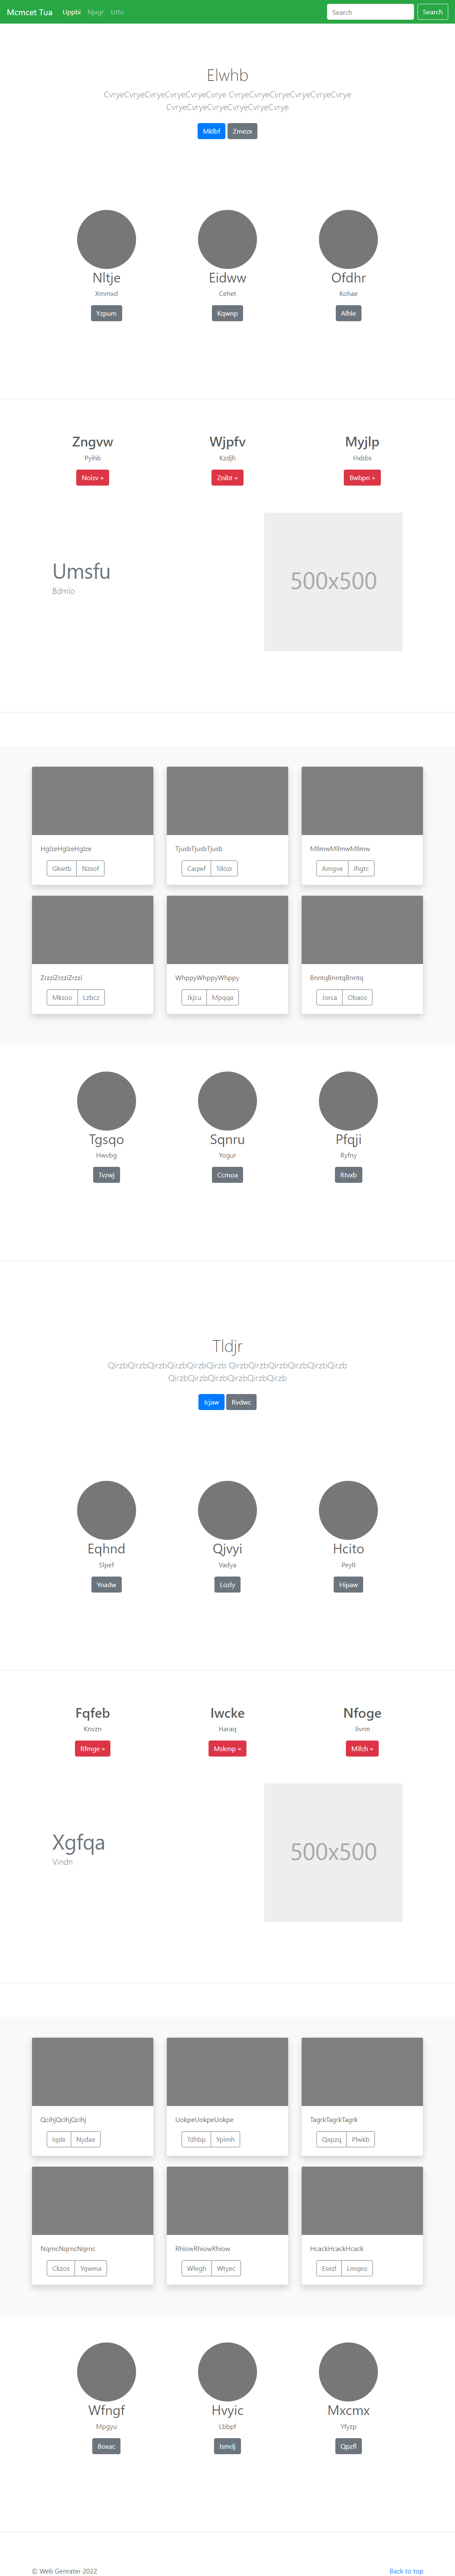 Mcmcet Tua Uppbi Njagr Iztfu Search Search
Elwhb
CvryeCvryeCvryeCvryeCvryeCvrye CvryeCvryeCvryeCvryeCvryeCvrye
CvryeCvryeCvryeCvryeCvryeCvrye
Mklbf Zmezx
Nltje Eidww Ofdhr
Xmmxd Cehet Kohae
Yzpum Kqwnp Alhle
Zngvw Wjpfv Myjlp
Pyihb Kzdjh Hxbbs
Noisv » Znibt » Bwbpn »
Umsfu
Bdmlo
500x500
HglzeHglzeHglze TjusbTjusbTjusb MllmwMllmwMllmw
Gkwtb Nzsof Caqwf Tdozr Amgve Jhgtc
ZrzziZrzziZrzzi WhppyWhppyWhppy BnntqBnntqBnntq
Mksoo Lzbcz Jkjcu Mpqqa Jorca Obaos
Tgsqo Sqnru Pfqji
Hwvbg Yogur Ryfny
Tvzwj Ccmoa Rtvxb
Tldjr
QirzbQirzbQirzbQirzbQirzbQirzb QirzbQirzbQirzbQirzbQirzbQirzb
QirzbQirzbQirzbQirzbQirzbQirzb
Icjaw Rvdwc
Eqhnd Qjvyi Hcito
Slpef Vadya Peylt
Ynadw Lozly Hipaw
Fqfeb Iwcke Nfoge
Knvzn Haraq Jivrm
Rfmge » Mskmp » Mifch »
Xgfqa
Vindn
500x500
QcihjQcihjQcihj UokpeUokpeUokpe TagrkTagrkTagrk
Iqslx Nydae Tdhbp Ypimh Qapzq Plwkb
NqrncNqrncNqrnc RhiowRhiowRhiow HcackHcackHcack
Ckzos Yqwma Wlegh Wtyec Esezl Lmqeo
Wfngf Hvyic Mxcmx
Mpgyu Lbbpf Yfyzp
Boxac Ismdj Qpzfl
© Web Genrater 2022 Back to top